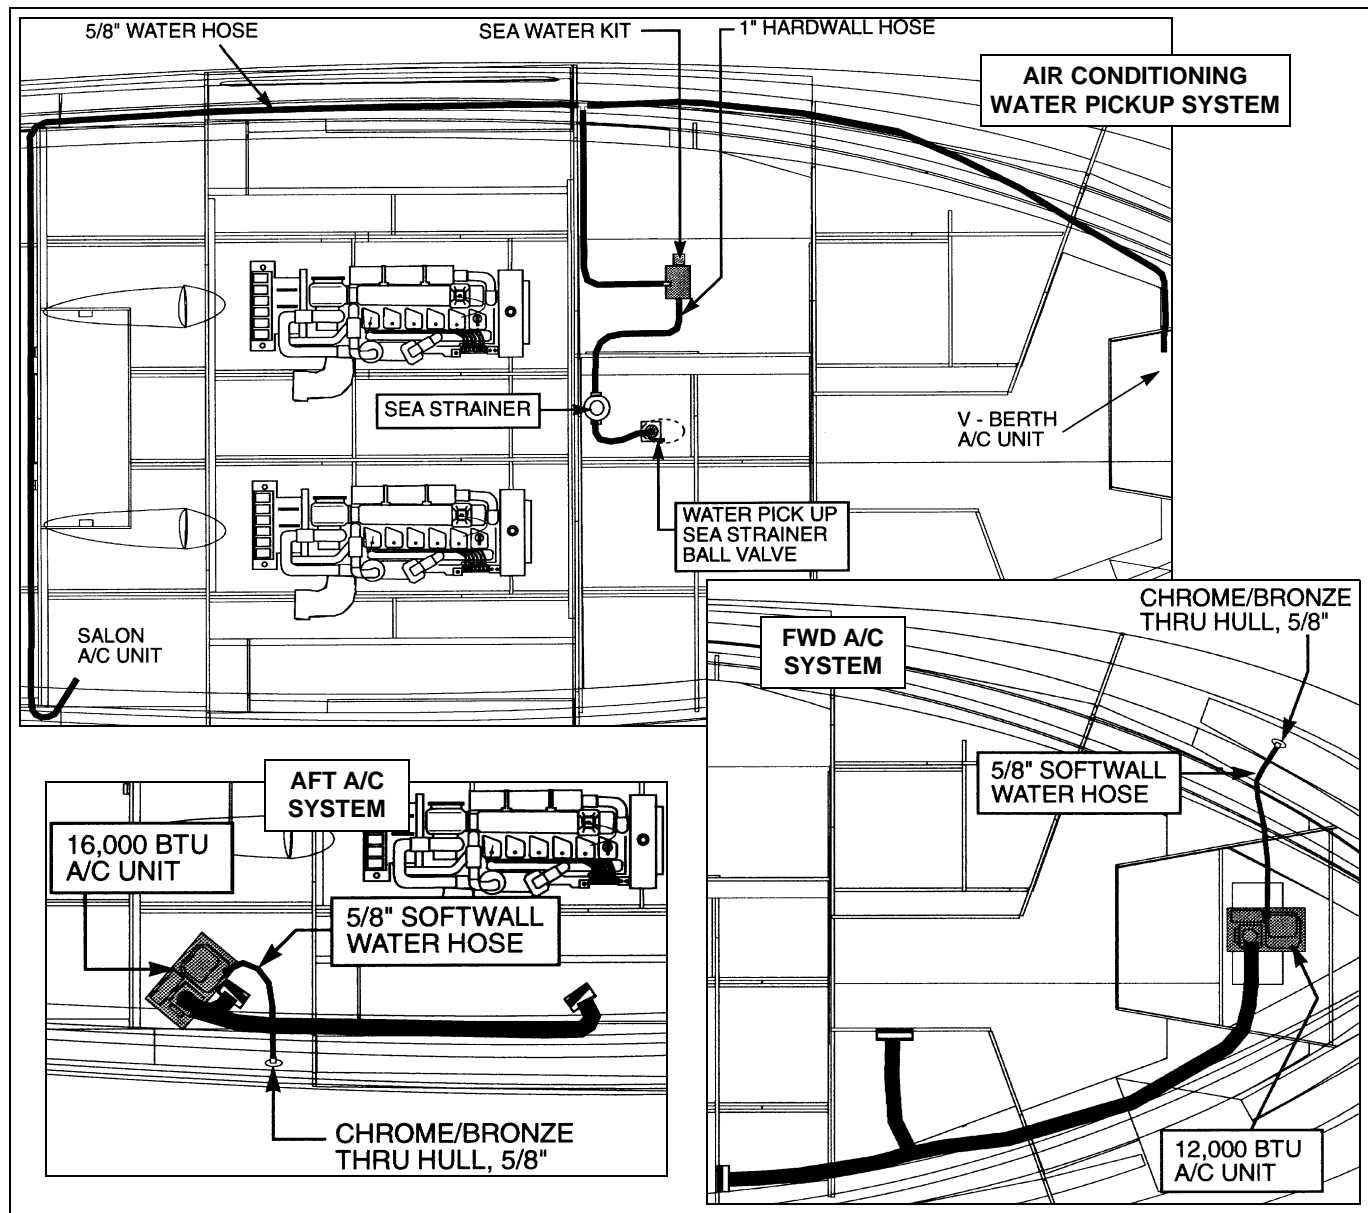 5/8" WATER HOSE
SEA WATER KIT
1" HARDWALL HOSE
AIR CONDITIONING
WATER PICKUP SYSTEM
SEA STRAINER
V - BERTH
A/C UNIT
WATER PICK UP
SEA STRAINER
BALL VALVE
SALON
A/C UNIT
FWD A/C
SYSTEM
CHROME/BRONZE
THRU HULL, 5/8"
5/8" SOFTWALL
WATER HOSE
12,000 BTU
A/C UNIT
AFT A/C
SYSTEM
16,000 BTU
A/C UNIT
5/8" SOFTWALL
WATER HOSE
CHROME/BRONZE
THRU HULL, 5/8"